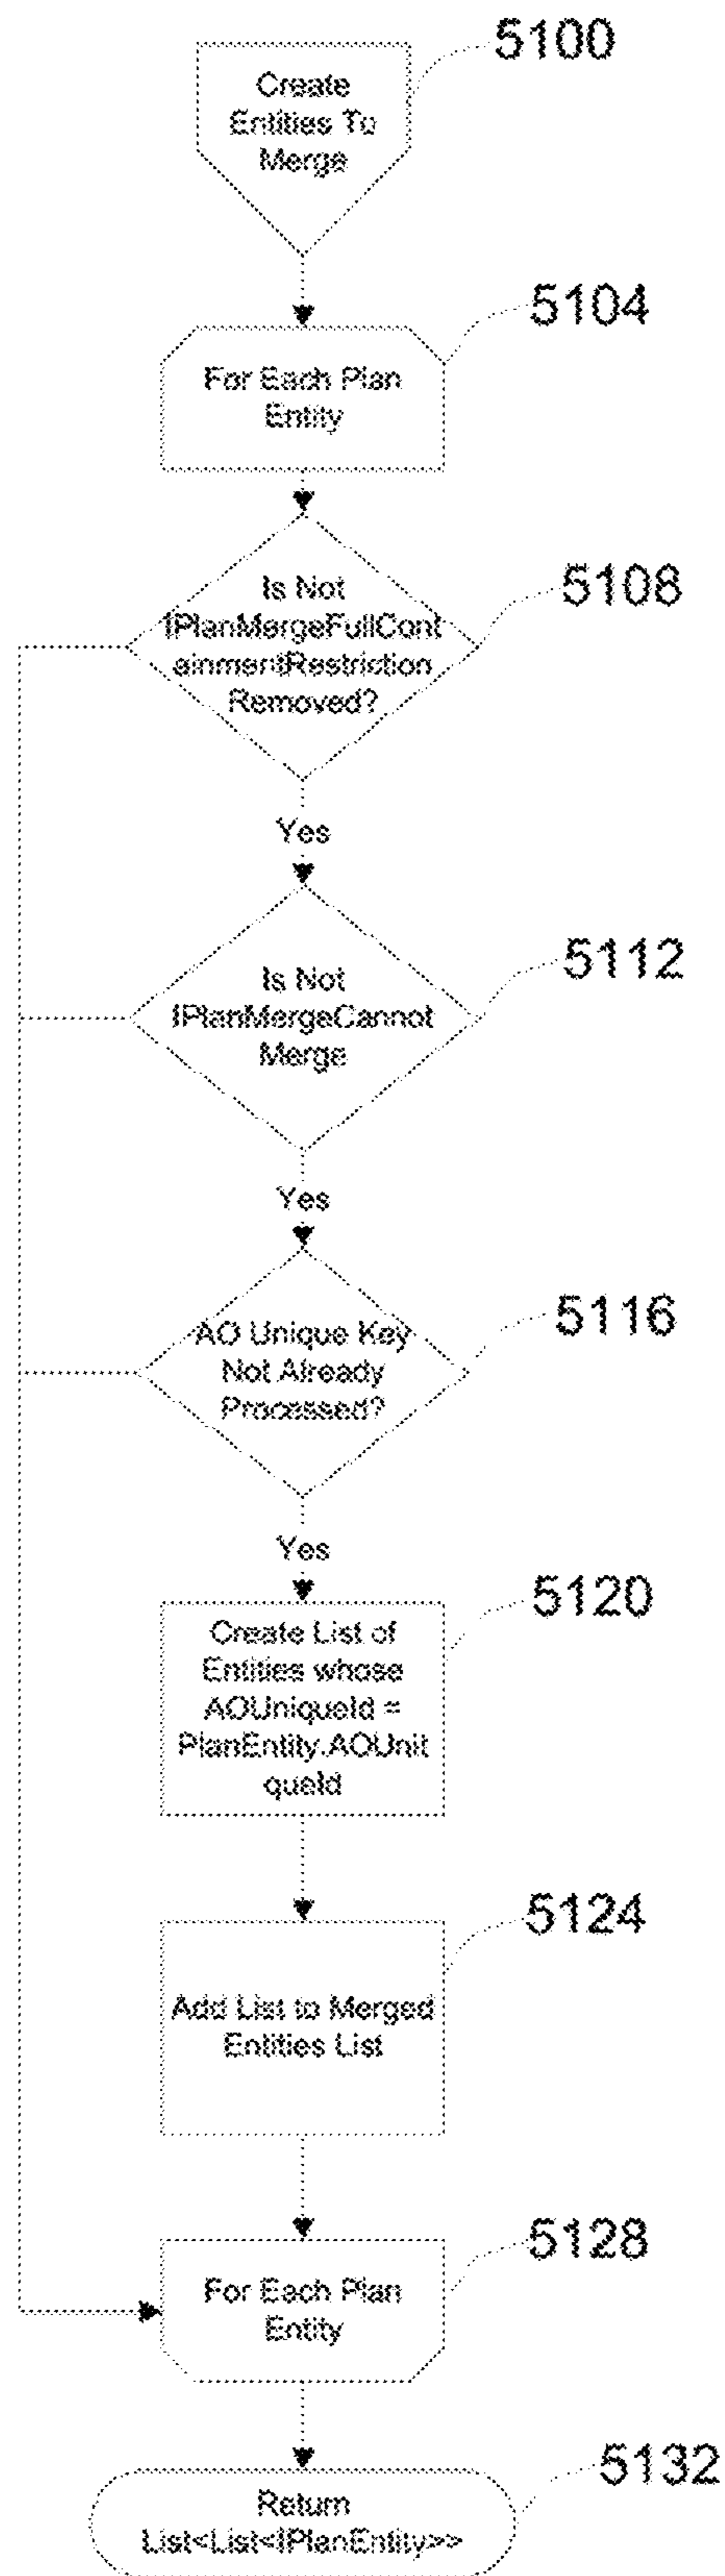 5100
Create
Entities To
Merge
5104
For Each Plan
Entity
5108
Is Not
IPlanMergeFullCont
ainmentRestriction
Removed?
Yes
5112
Is Not
IPlanMergeCannot
Merge
Yes
5116
AO Unique Key
Not Already
Processed?
Yes
5120
Create List of
Entities whose
AOUniqueId =
PlanEntity.AOUnit
queId
5124
Add List to Merged
Entities List
5128
For Each Plan
Entity
5132
Return
List<List<IPlanEntity>>